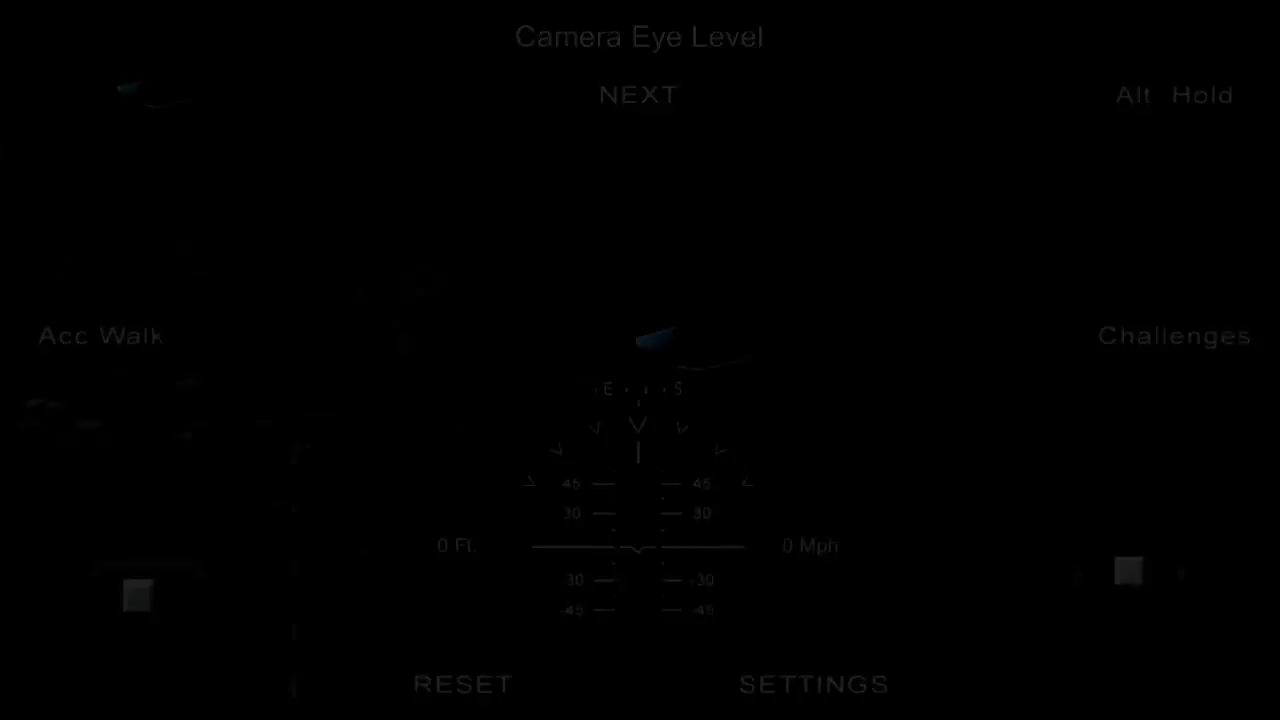 Camera Eye Level
NEXT
Alt Hold
Acc Walk
Challenges
E S
45 45
30 30
0 Ft. 0 Mph
30 -30
-45 -45
RESET
SETTINGS